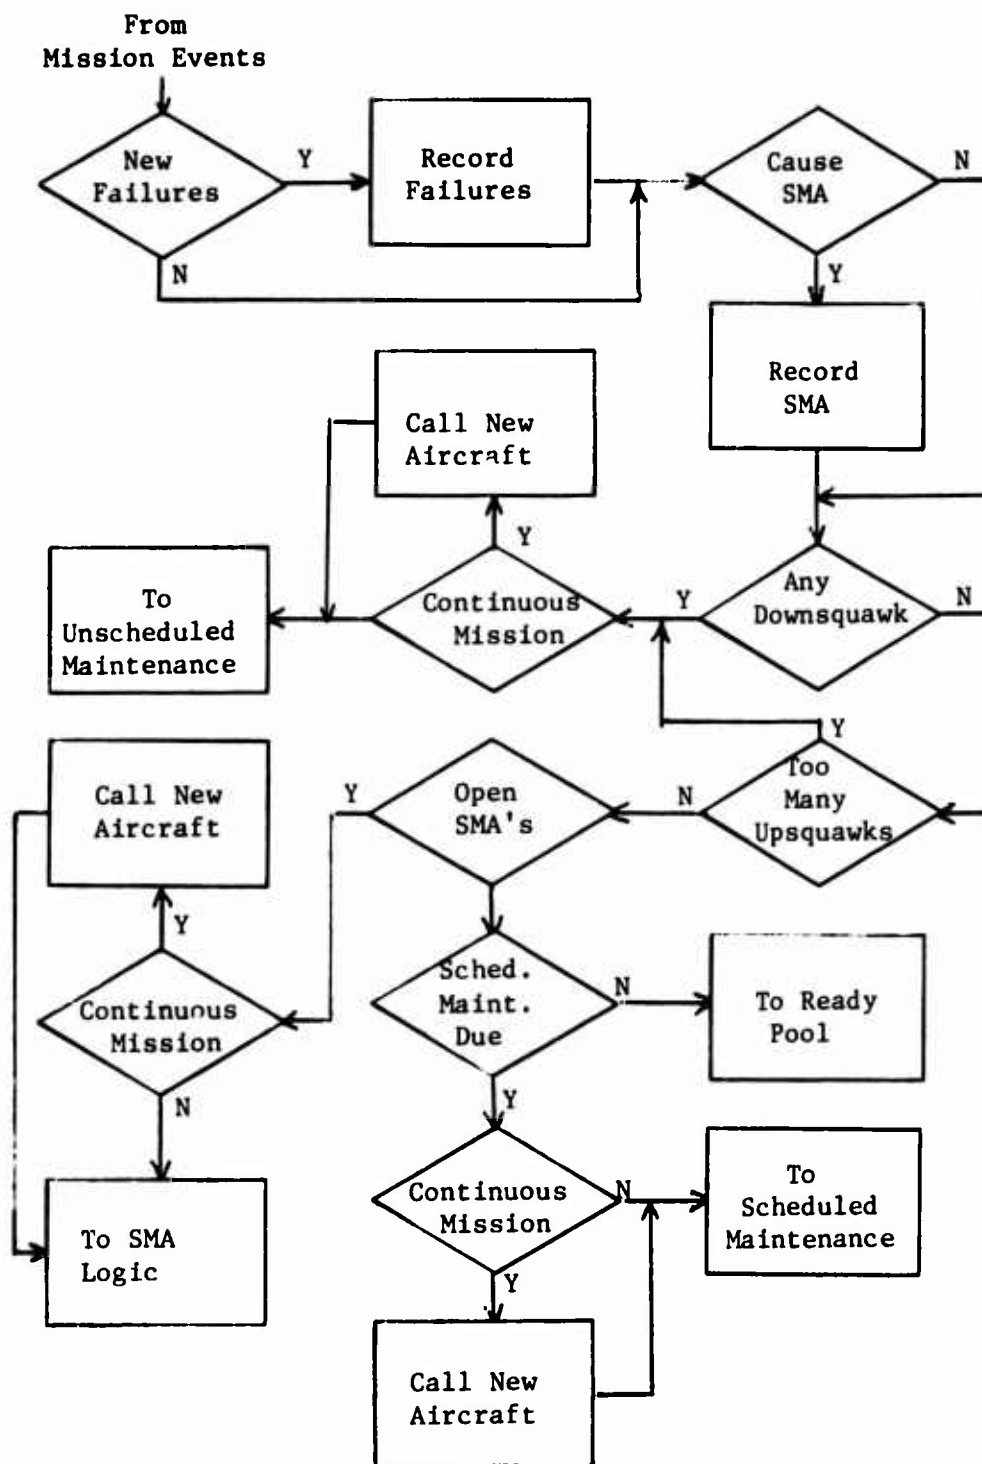 From
Mission Events
New
Failures
Y
N
Record
Failures
Cause
SMA
N
Y
Record
SMA
Call New
Aircraft
Y
Continuous
Mission
Y
Any
Downsquawk
N
To
Unscheduled
Maintenance
Y
Too
Many
Upsquawks
N
Open
SMA's
Y
Call New
Aircraft
Y
Continuous
Mission
N
To SMA
Logic
Sched.
Maint.
Due
N
To Ready
Pool
Y
Continuous
Mission
N
To
Scheduled
Maintenance
Y
Call New
Aircraft